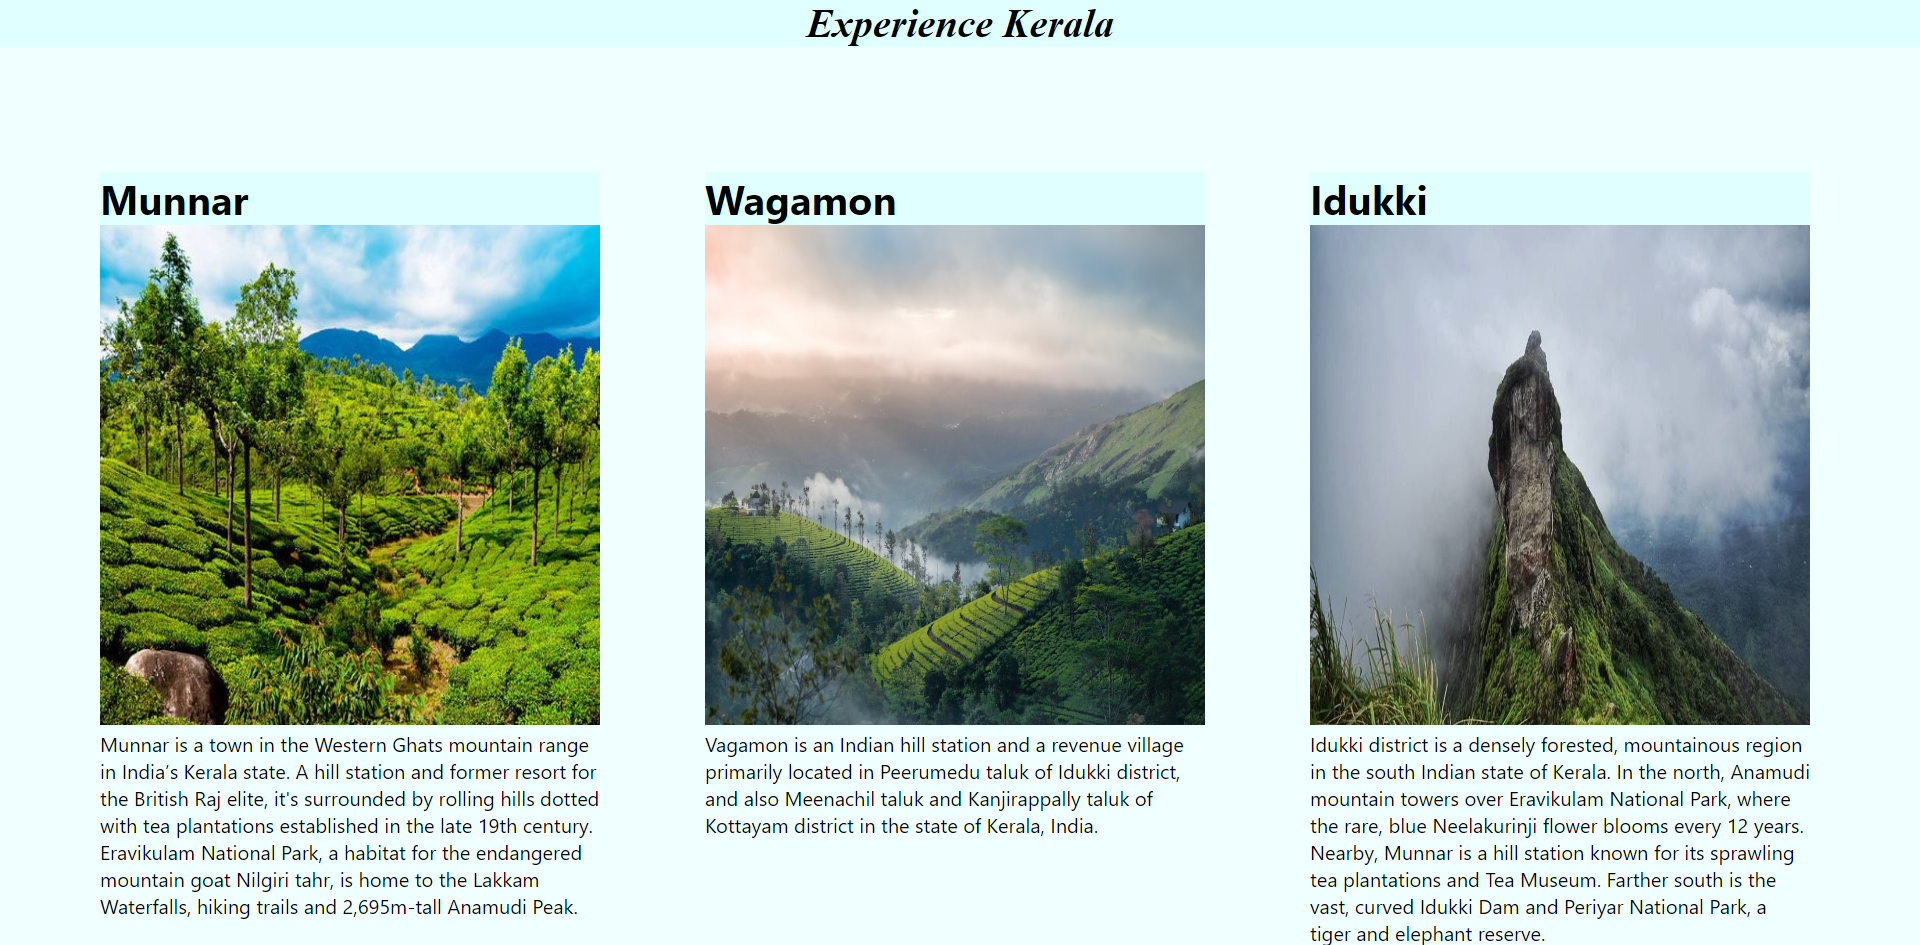 Experience Kerala
Munnar
Munnar is a town in the Western Ghats mountain range
in India’s Kerala state. A hill station and former resort for
the British Raj elite, it's surrounded by rolling hills dotted
with tea plantations established in the late 19th century.
Eravikulam National Park, a habitat for the endangered
mountain goat Nilgiri tahr, is home to the Lakkam
Waterfalls, hiking trails and 2,695m-tall Anamudi Peak.
Wagamon
Vagamon is an Indian hill station and a revenue village
primarily located in Peerumedu taluk of Idukki district,
and also Meenachil taluk and Kanjirappally taluk of
Kottayam district in the state of Kerala, India.
Idukki
Idukki district is a densely forested, mountainous region
in the south Indian state of Kerala. In the north, Anamudi
mountain towers over Eravikulam National Park, where
the rare, blue Neelakurinji flower blooms every 12 years.
Nearby, Munnar is a hill station known for its sprawling
tea plantations and Tea Museum. Farther south is the
vast, curved Idukki Dam and Periyar National Park, a
tiger and elephant reserve.